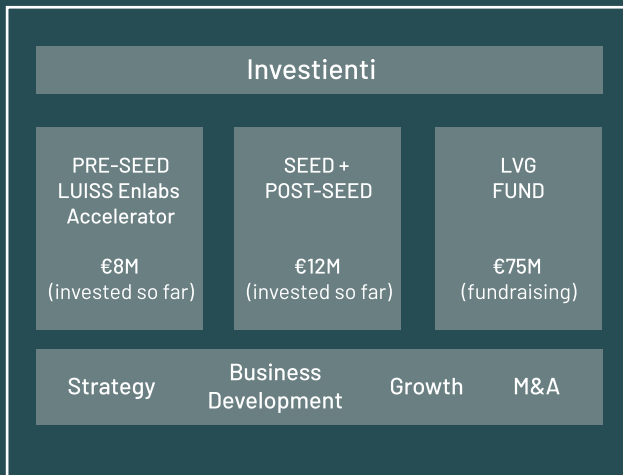 Investienti
PRE-SEED
LUISS Enlabs
Accelerator
€8M
(invested so far)
SEED +
POST-SEED
€12M
(invested so far)
LVG
FUND
€75M
(fundraising)
Strategy
Business
Development
Growth
M&A